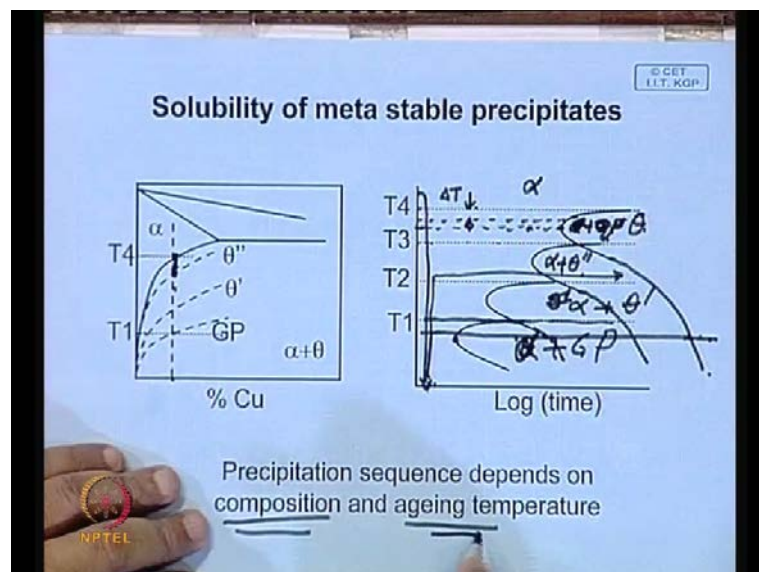 © CET
I.I.T. KGP
Solubility of meta stable precipitates
α
T4
θ''
θ'
T1
GP
α+θ
% Cu
T4
ΔT
α
T3
θ
T2
α+θ''
α + θ'
T1
α + GP
Log (time)
Precipitation sequence depends on
composition and ageing temperature
NPTEL